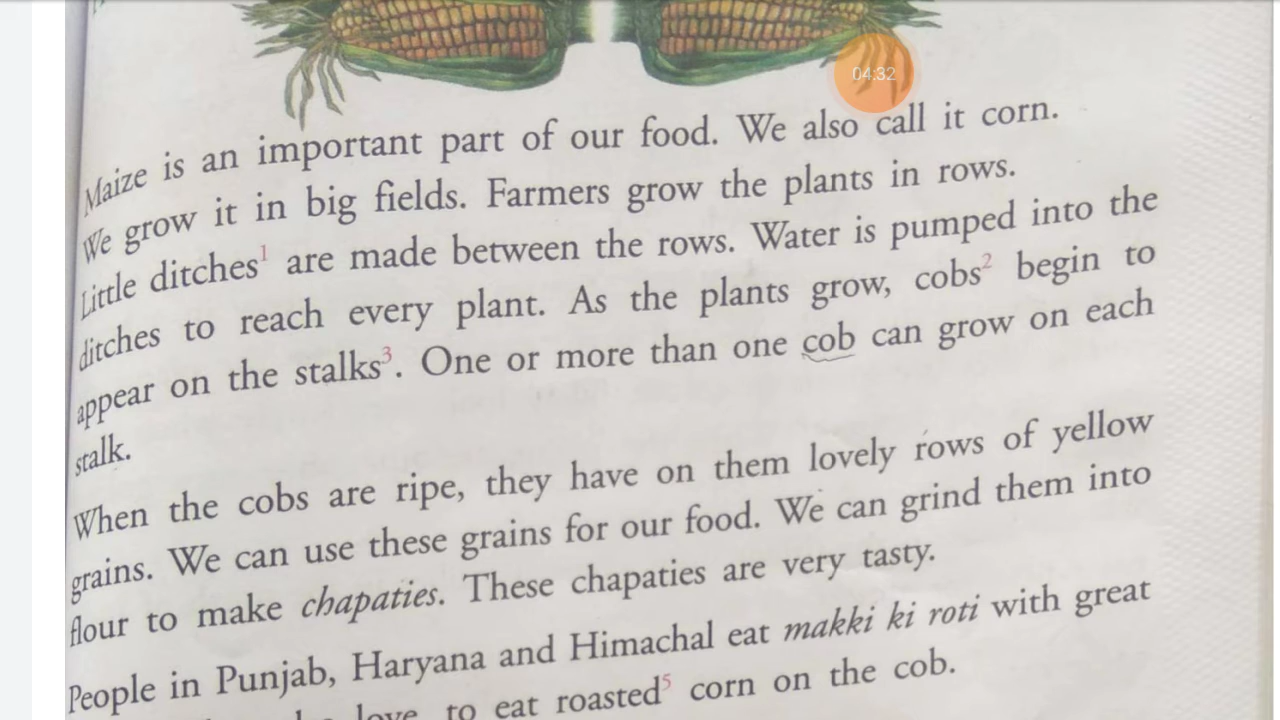 04:32
Maize is an important part of our food. We also call it corn.
We grow it in big fields. Farmers grow the plants in rows.
Little ditches¹ are made between the rows. Water is pumped into the
ditches to reach every plant. As the plants grow, cobs² begin to
appear on the stalks³. One or more than one cob can grow on each
stalk.
When the cobs are ripe, they have on them lovely rows of yellow
grains. We can use these grains for our food. We can grind them into
flour to make chapaties. These chapaties are very tasty.
People in Punjab, Haryana and Himachal eat makki ki roti with great
love to eat roasted⁵ corn on the cob.